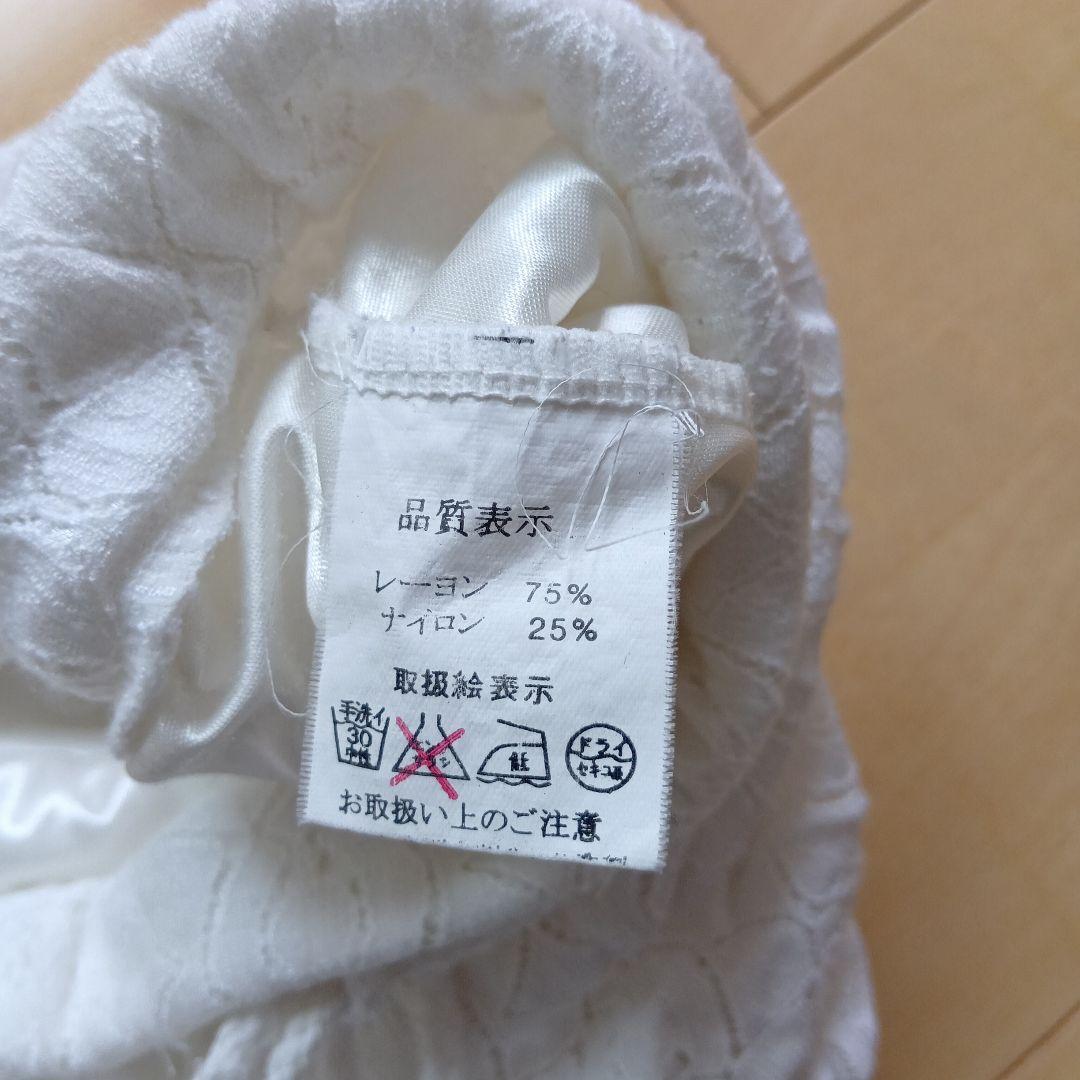 品質表示
レーヨン 75%
ナイロン 25%
取扱絵表示
手洗イ
30
中性
ドライ
セキユ系
お取扱い上のご注意